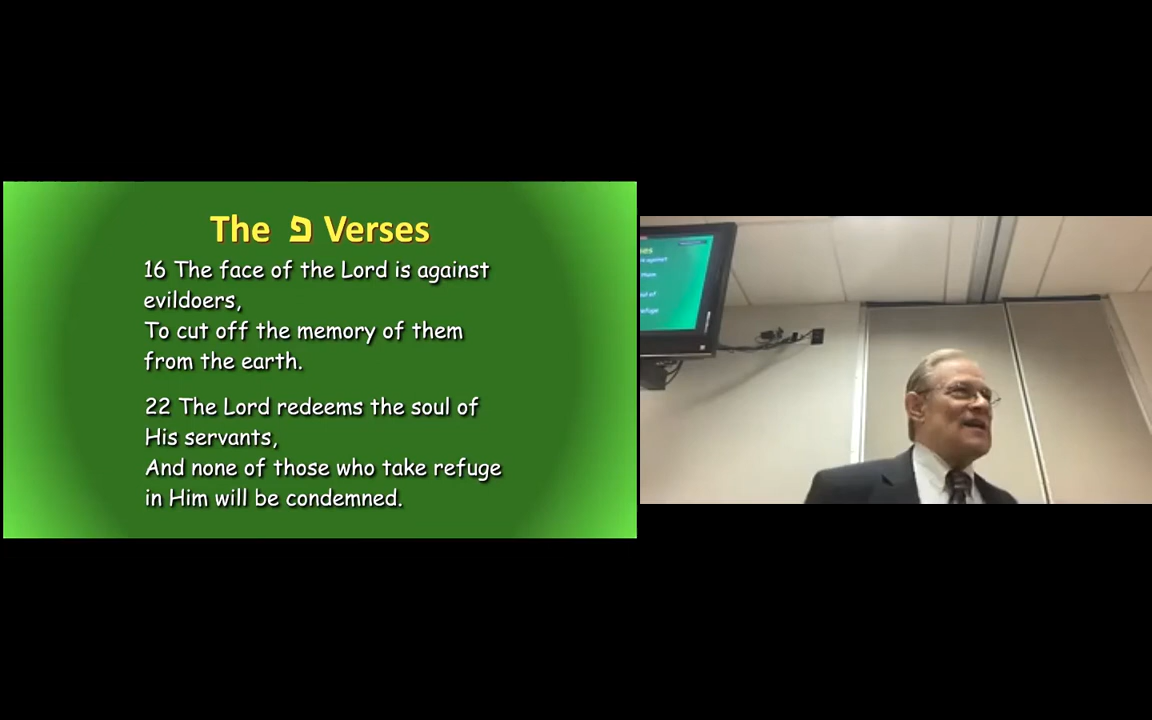 The פ Verses
16 The face of the Lord is against
evildoers,
To cut off the memory of them
from the earth.
22 The Lord redeems the soul of
His servants,
And none of those who take refuge
in Him will be condemned.
refuge